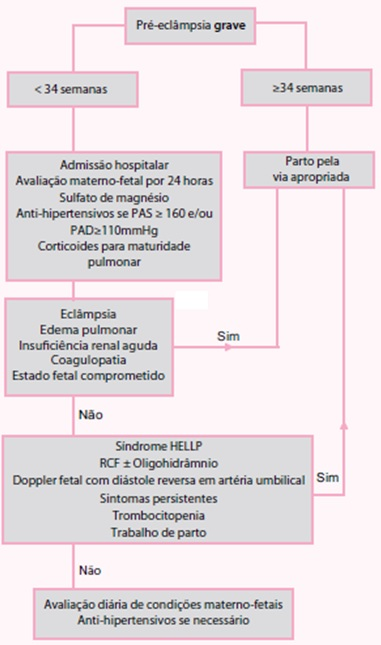 Pré-eclâmpsia grave
< 34 semanas
≥34 semanas
Admissão hospitalar
Avaliação materno-fetal por 24 horas
Sulfato de magnésio
Anti-hipertensivos se PAS ≥ 160 e/ou
PAD≥110mmHg
Corticoides para maturidade
pulmonar
Parto pela
via apropriada
Eclâmpsia
Edema pulmonar
Insuficiência renal aguda
Coagulopatia
Estado fetal comprometido
Sim
Não
Síndrome HELLP
RCF ± Oligohidrâmnio
Doppler fetal com diástole reversa em artéria umbilical
Sintomas persistentes
Trombocitopenia
Trabalho de parto
Sim
Não
Avaliação diária de condições materno-fetais
Anti-hipertensivos se necessário